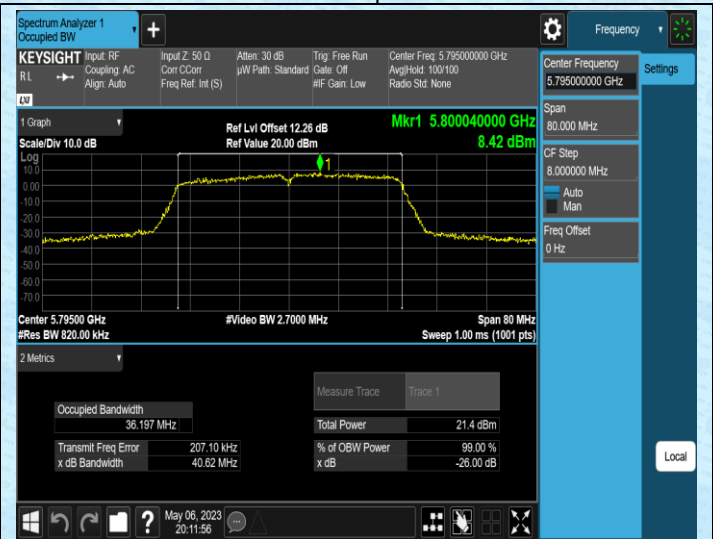 Spectrum Analyzer 1
Occupied BW
+
Frequency
KEYSIGHT
R L
LXI
Input: RF
Coupling: AC
Align: Auto
Input Z: 50 Ω
Corr CCorr
Freq Ref: Int (S)
Atten: 30 dB
µW Path: Standard
Trig: Free Run
Gate: Off
#IF Gain: Low
Center Freq: 5.795000000 GHz
Avg|Hold: 100/100
Radio Std: None
Center Frequency
5.795000000 GHz
Settings
Span
80.000 MHz
CF Step
8.000000 MHz
Auto
Man
Freq Offset
0 Hz
1 Graph
Scale/Div 10.0 dB
Ref Lvl Offset 12.26 dB
Ref Value 20.00 dBm
Mkr1 5.800040000 GHz
8.42 dBm
Log
10.0
0.00
-10.0
-20.0
-30.0
-40.0
-50.0
-60.0
-70.0
1
Center 5.79500 GHz
#Res BW 820.00 kHz
#Video BW 2.7000 MHz
Span 80 MHz
Sweep 1.00 ms (1001 pts)
2 Metrics
Measure Trace Trace 1
Occupied Bandwidth
36.197 MHz
Total Power 21.4 dBm
Transmit Freq Error 207.10 kHz
% of OBW Power 99.00 %
x dB Bandwidth 40.62 MHz
x dB -26.00 dB
Local
?
May 06, 2023
20:11:56